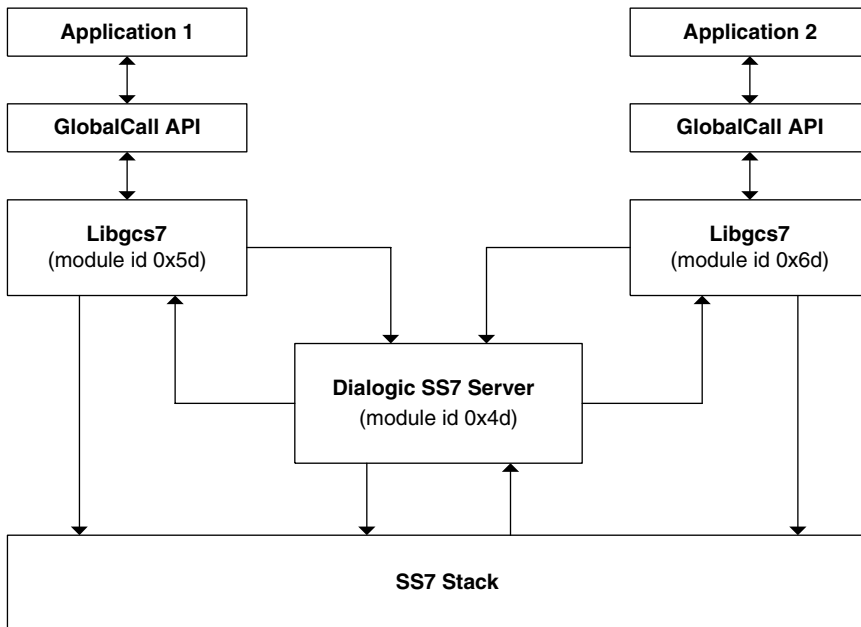 Application 1
Application 2
GlobalCall API
GlobalCall API
Libgcs7
(module id 0x5d)
Libgcs7
(module id 0x6d)
Dialogic SS7 Server
(module id 0x4d)
SS7 Stack